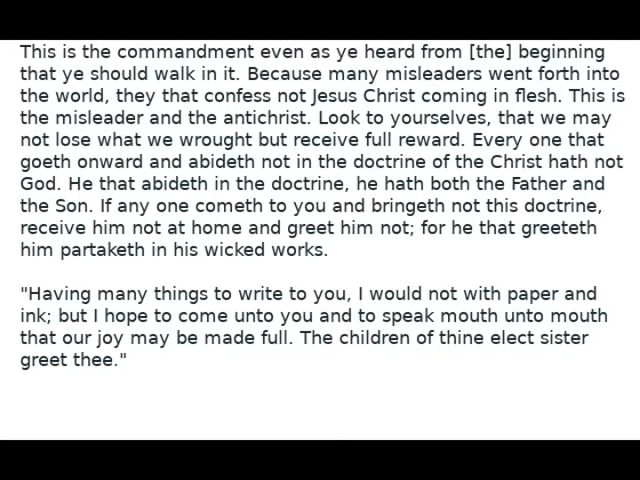 This is the commandment even as ye heard from [the] beginning
that ye should walk in it. Because many misleaders went forth into
the world, they that confess not Jesus Christ coming in flesh. This is
the misleader and the antichrist. Look to yourselves, that we may
not lose what we wrought but receive full reward. Every one that
goeth onward and abideth not in the doctrine of the Christ hath not
God. He that abideth in the doctrine, he hath both the Father and
the Son. If any one cometh to you and bringeth not this doctrine,
receive him not at home and greet him not; for he that greeteth
him partaketh in his wicked works.

"Having many things to write to you, I would not with paper and
ink; but I hope to come unto you and to speak mouth unto mouth
that our joy may be made full. The children of thine elect sister
greet thee."